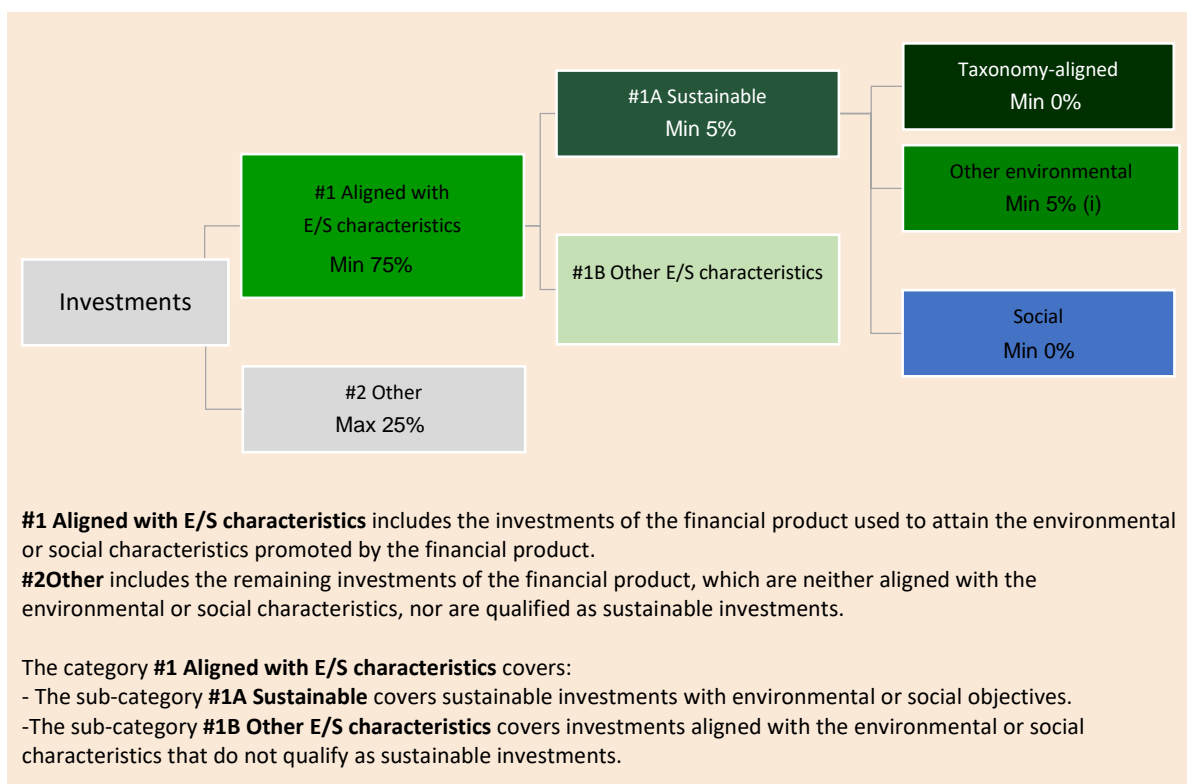 Investments
#1 Aligned with
E/S characteristics
Min 75%
#2 Other
Max 25%
#1A Sustainable
Min 5%
#1B Other E/S characteristics
Taxonomy-aligned
Min 0%
Other environmental
Min 5% (i)
Social
Min 0%
#1 Aligned with E/S characteristics includes the investments of the financial product used to attain the environmental
or social characteristics promoted by the financial product.
#2Other includes the remaining investments of the financial product, which are neither aligned with the
environmental or social characteristics, nor are qualified as sustainable investments.
The category #1 Aligned with E/S characteristics covers:
- The sub-category #1A Sustainable covers sustainable investments with environmental or social objectives.
-The sub-category #1B Other E/S characteristics covers investments aligned with the environmental or social
characteristics that do not qualify as sustainable investments.